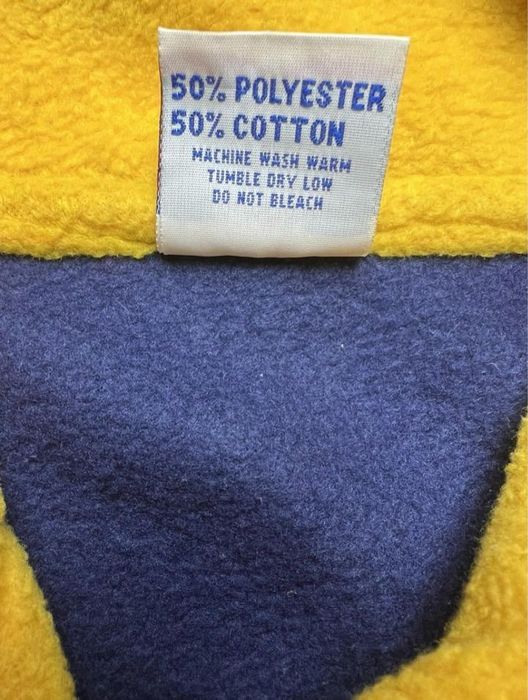 50% POLYESTER
50% COTTON
MACHINE WASH WARM
TUMBLE DRY LOW
DO NOT BLEACH